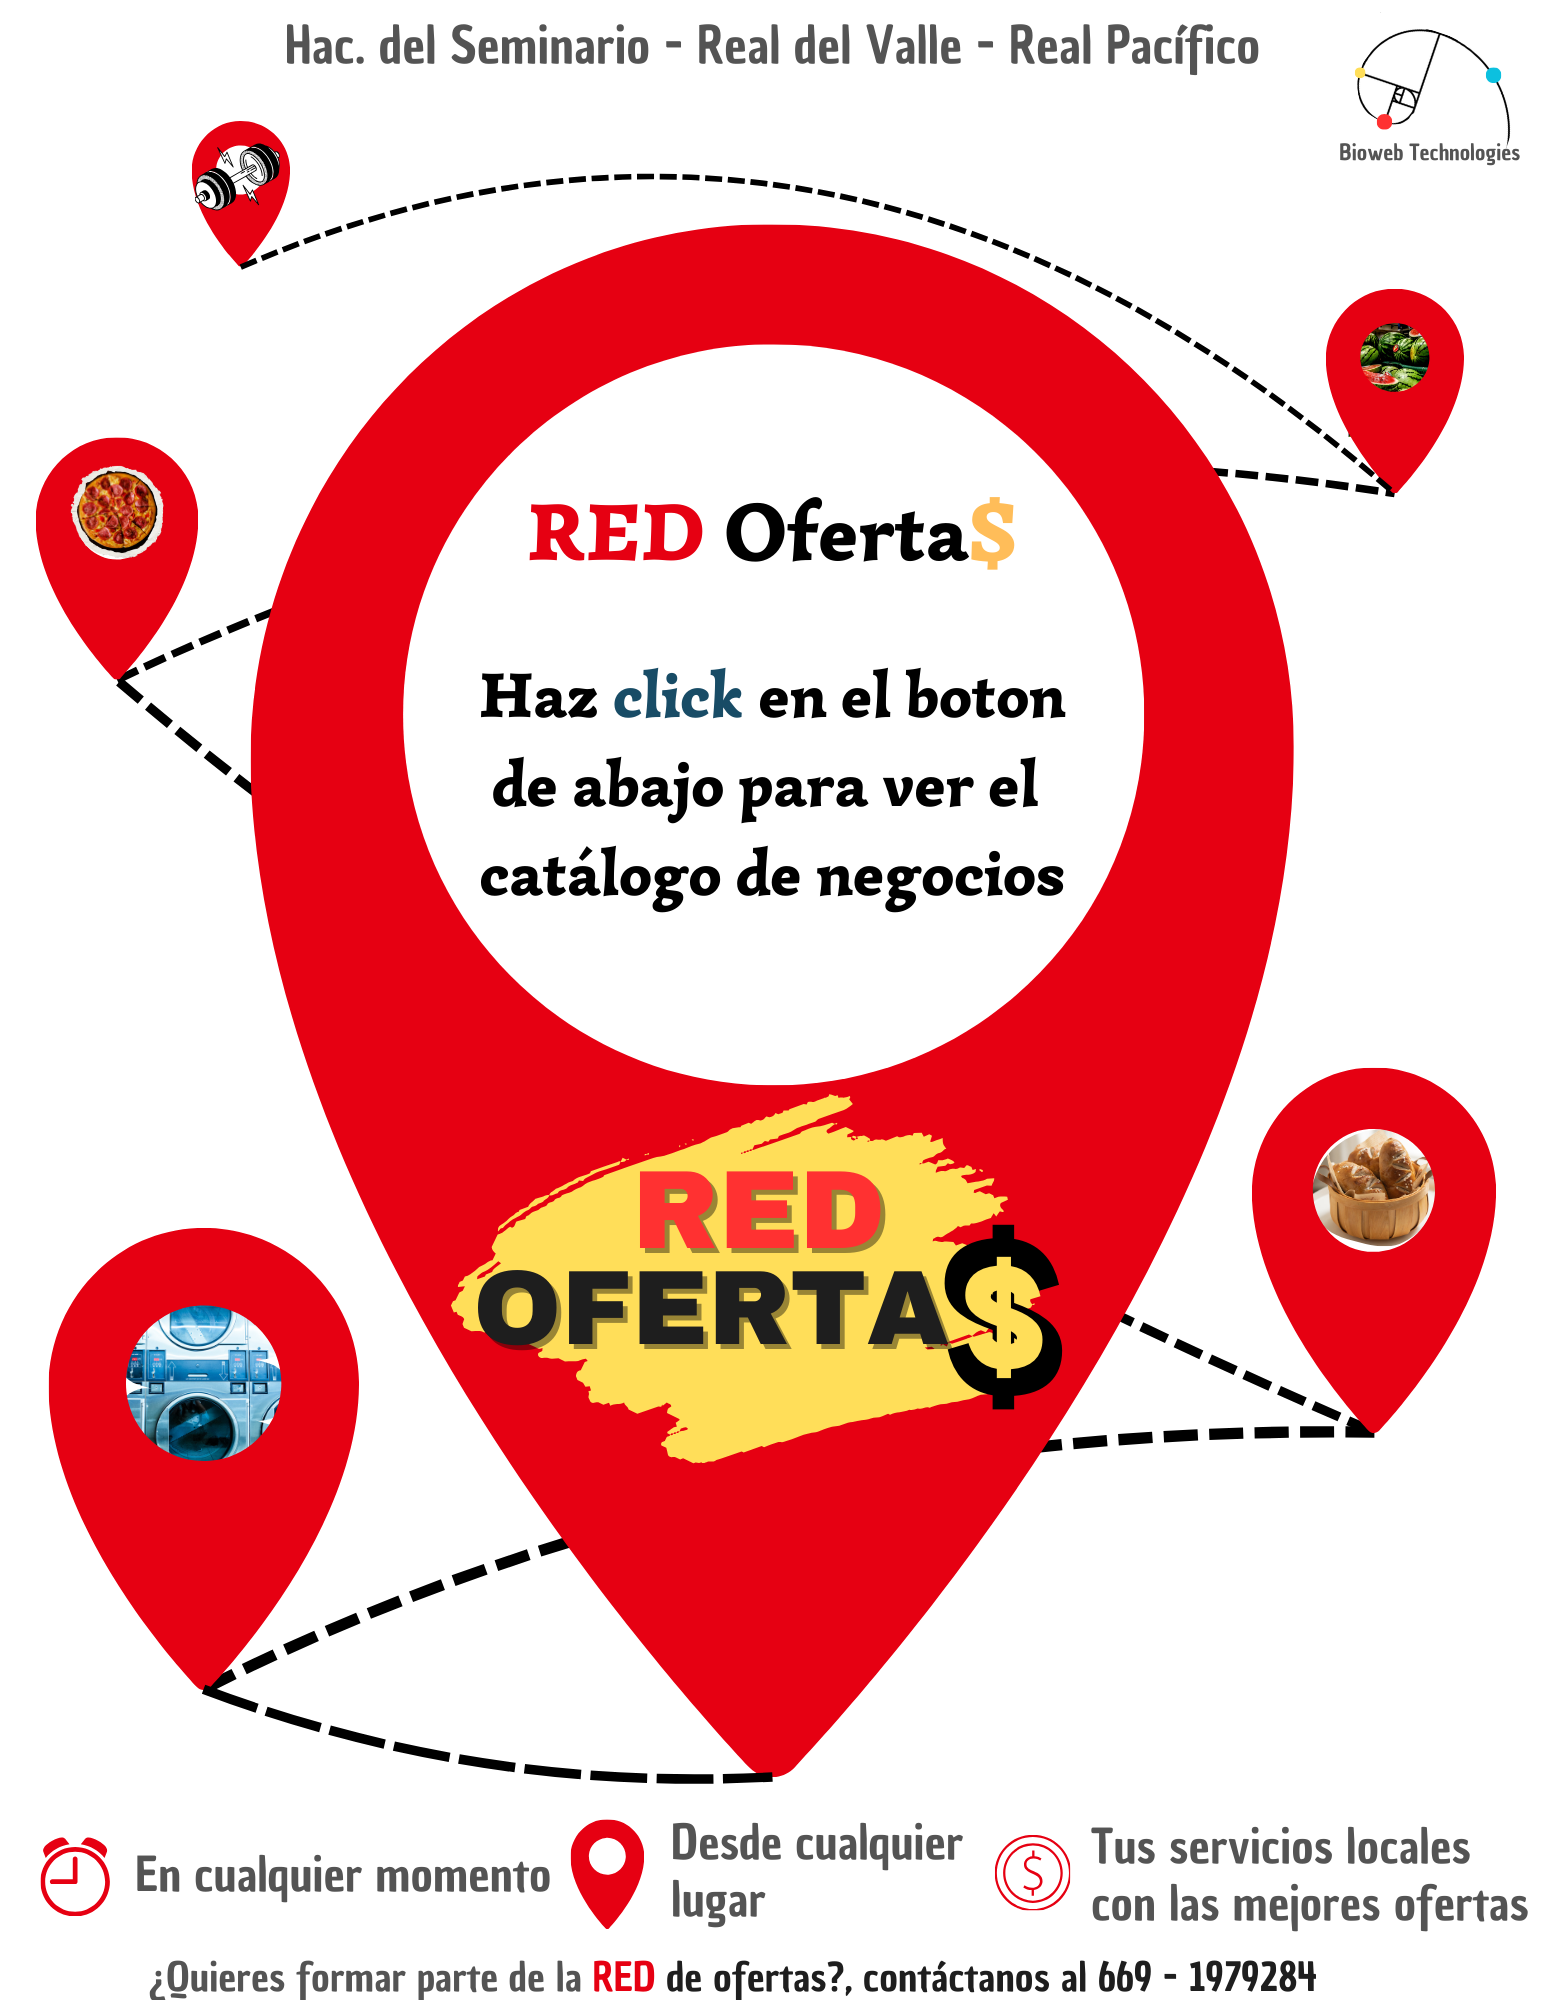 Hac. del Seminario - Real del Valle - Real Pacífico
Bioweb Technologies
RED Oferta$
Haz click en el boton
de abajo para ver el
catálogo de negocios
RED
OFERTA$
En cualquier momento
Desde cualquier
lugar
$
Tus servicios locales
con las mejores ofertas
¿Quieres formar parte de la RED de ofertas?, contáctanos al 669 - 1979284